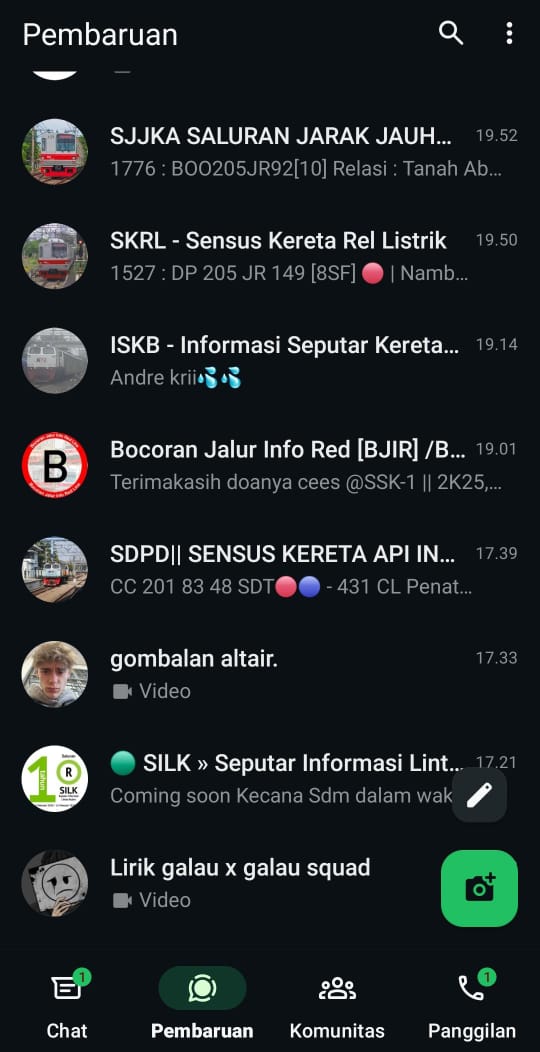 Pembaruan
SJJKA SALURAN JARAK JAUH... 19.52
1776 : BOO205JR92[10] Relasi : Tanah Ab...
SKRL - Sensus Kereta Rel Listrik 19.50
1527 : DP 205 JR 149 [8SF] 🔴 | Namb...
ISKB - Informasi Seputar Kereta... 19.14
Andre krii💦💦
B
Bocoran Jalur Info Red [BJIR] /B... 19.01
Terimakasih doanya cees @SSK-1 || 2K25,...
SDPD|| SENSUS KERETA API IN... 17.39
CC 201 83 48 SDT🔴🔵 - 431 CL Penat...
gombalan altair. 17.33
Video
1 tahun R SILK
🟢 SILK » Seputar Informasi Lint... 17.21
Coming soon Kecana Sdm dalam wak
Lirik galau x galau squad
Video
1 1
Chat Pembaruan Komunitas Panggilan